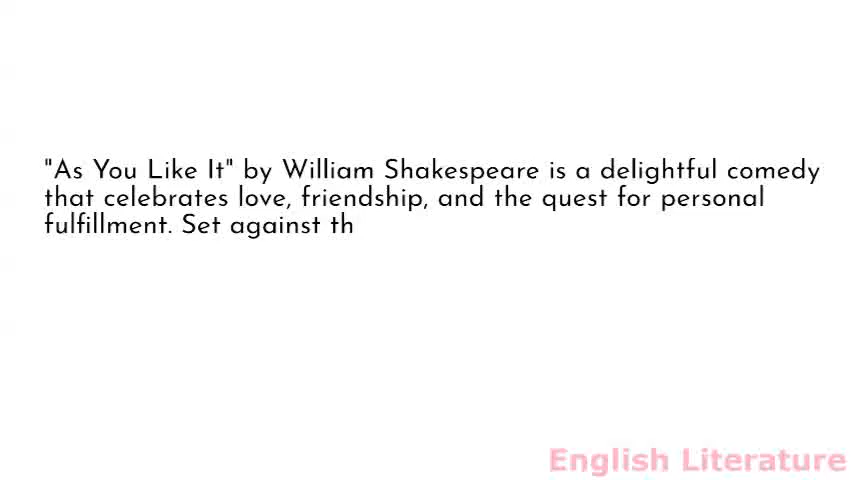 "As You Like It" by William Shakespeare is a delightful comedy
that celebrates love, friendship, and the quest for personal
fulfillment. Set against th
English Literature